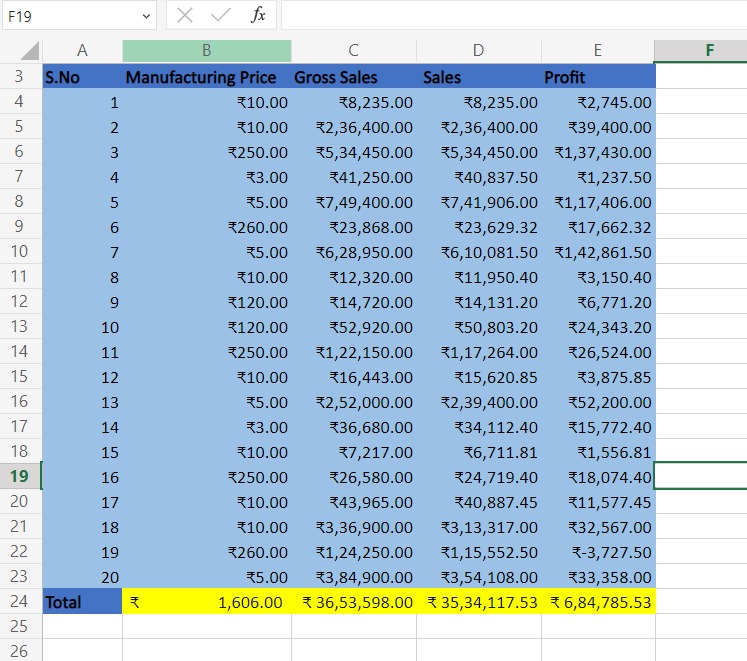 F19 fx
A B C D E F
3 S.No Manufacturing Price Gross Sales Sales Profit
4 1 ₹10.00 ₹8,235.00 ₹8,235.00 ₹2,745.00
5 2 ₹10.00 ₹2,36,400.00 ₹2,36,400.00 ₹39,400.00
6 3 ₹250.00 ₹5,34,450.00 ₹5,34,450.00 ₹1,37,430.00
7 4 ₹3.00 ₹41,250.00 ₹40,837.50 ₹1,237.50
8 5 ₹5.00 ₹7,49,400.00 ₹7,41,906.00 ₹1,17,406.00
9 6 ₹260.00 ₹23,868.00 ₹23,629.32 ₹17,662.32
10 7 ₹5.00 ₹6,28,950.00 ₹6,10,081.50 ₹1,42,861.50
11 8 ₹10.00 ₹12,320.00 ₹11,950.40 ₹3,150.40
12 9 ₹120.00 ₹14,720.00 ₹14,131.20 ₹6,771.20
13 10 ₹120.00 ₹52,920.00 ₹50,803.20 ₹24,343.20
14 11 ₹250.00 ₹1,22,150.00 ₹1,17,264.00 ₹26,524.00
15 12 ₹10.00 ₹16,443.00 ₹15,620.85 ₹3,875.85
16 13 ₹5.00 ₹2,52,000.00 ₹2,39,400.00 ₹52,200.00
17 14 ₹3.00 ₹36,680.00 ₹34,112.40 ₹15,772.40
18 15 ₹10.00 ₹7,217.00 ₹6,711.81 ₹1,556.81
19 16 ₹250.00 ₹26,580.00 ₹24,719.40 ₹18,074.40
20 17 ₹10.00 ₹43,965.00 ₹40,887.45 ₹11,577.45
21 18 ₹10.00 ₹3,36,900.00 ₹3,13,317.00 ₹32,567.00
22 19 ₹260.00 ₹1,24,250.00 ₹1,15,552.50 ₹-3,727.50
23 20 ₹5.00 ₹3,84,900.00 ₹3,54,108.00 ₹33,358.00
24 Total ₹ 1,606.00 ₹ 36,53,598.00 ₹ 35,34,117.53 ₹ 6,84,785.53
25
26